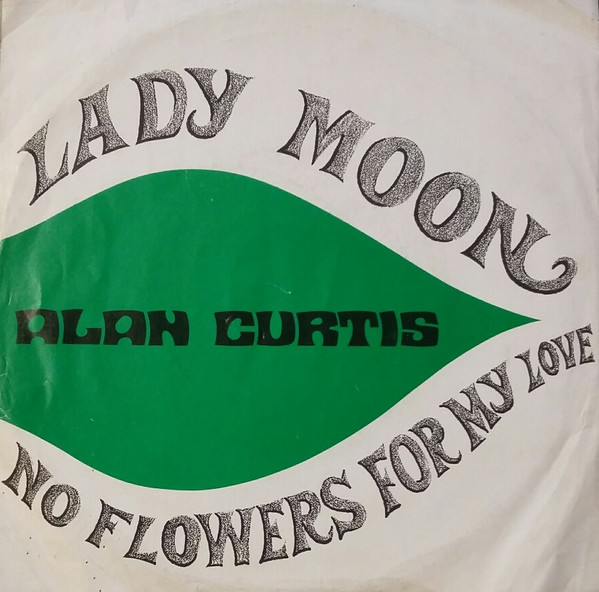 LADY MOON
ALAN CURTIS
NO FLOWERS FOR MY LOVE